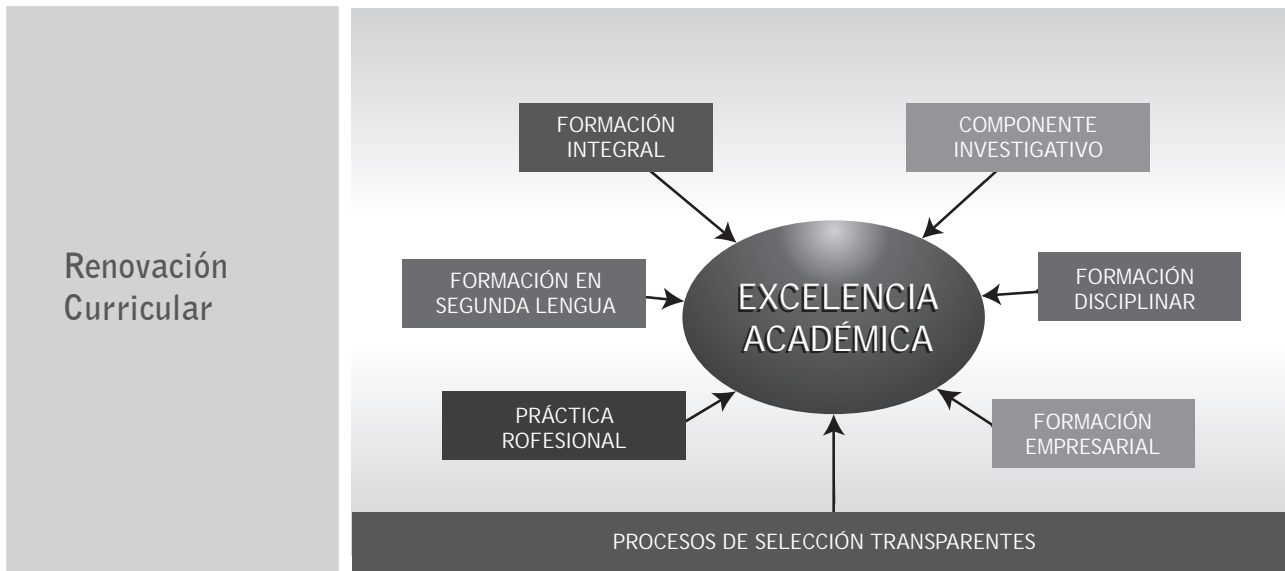 Renovación
Curricular
FORMACIÓN
INTEGRAL
COMPONENTE
INVESTIGATIVO
FORMACIÓN EN
SEGUNDA LENGUA
EXCELENCIA
ACADÉMICA
FORMACIÓN
DISCIPLINAR
PRÁCTICA
ROFESIONAL
FORMACIÓN
EMPRESARIAL
PROCESOS DE SELECCIÓN TRANSPARENTES